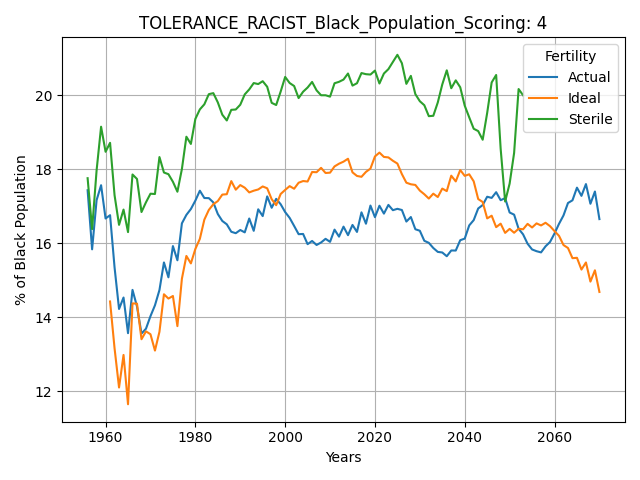 TOLERANCE_RACIST_Black_Population_Scoring: 4
Fertility
Actual
Ideal
Sterile
% of Black Population
20
18
16
14
12
1960 1980 2000 2020 2040 2060
Years